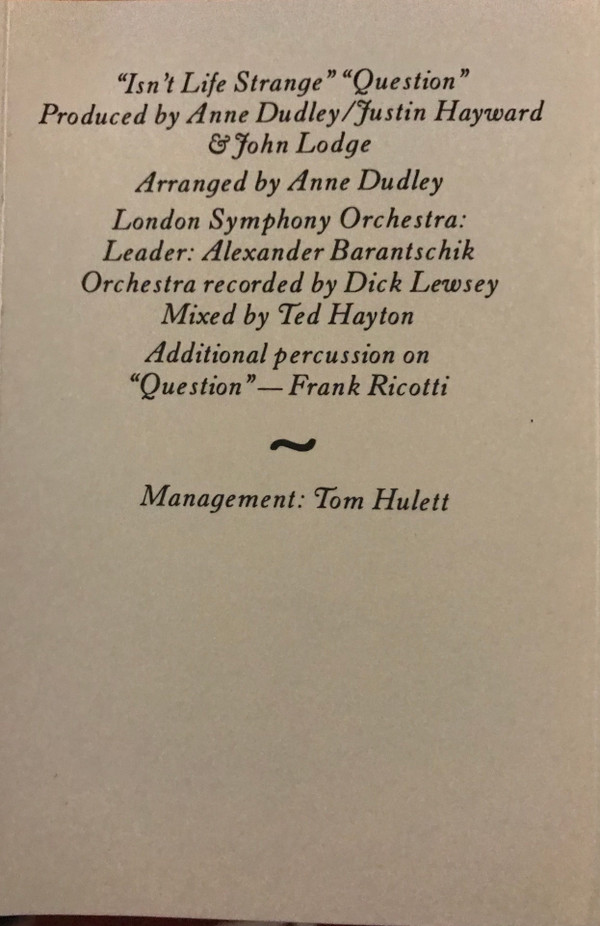 “Isn’t Life Strange” “Question”
Produced by Anne Dudley/Justin Hayward
& John Lodge
Arranged by Anne Dudley
London Symphony Orchestra:
Leader: Alexander Barantschik
Orchestra recorded by Dick Lewsey
Mixed by Ted Hayton
Additional percussion on
“Question”—Frank Ricotti
~
Management: Tom Hulett